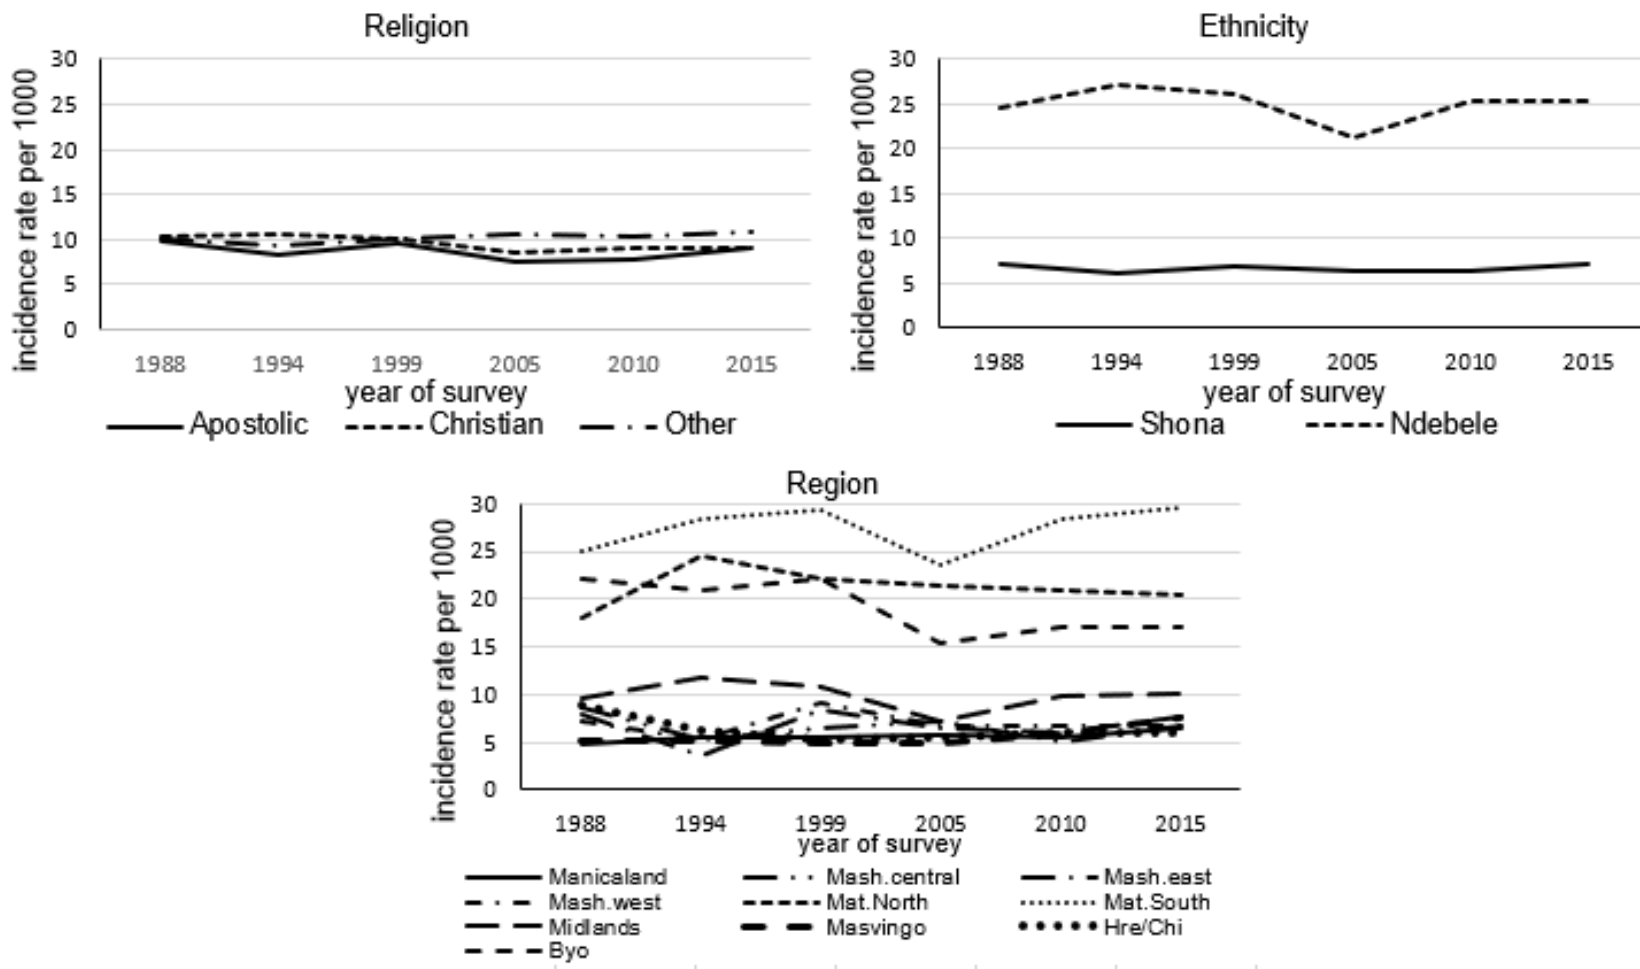 Religion
incidence rate per 1000
30
25
20
15
10
5
0
1988 1994 1999 2005 2010 2015
year of survey
Apostolic Christian Other
Ethnicity
incidence rate per 1000
30
25
20
15
10
5
0
1988 1994 1999 2005 2010 2015
year of survey
Shona Ndebele
Region
incidence rate per 1000
30
25
20
15
10
5
0
1988 1994 1999 2005 2010 2015
year of survey
Manicaland Mash.central Mash.east
Mash.west Mat.North Mat.South
Midlands Masvingo Hre/Chi
Byo